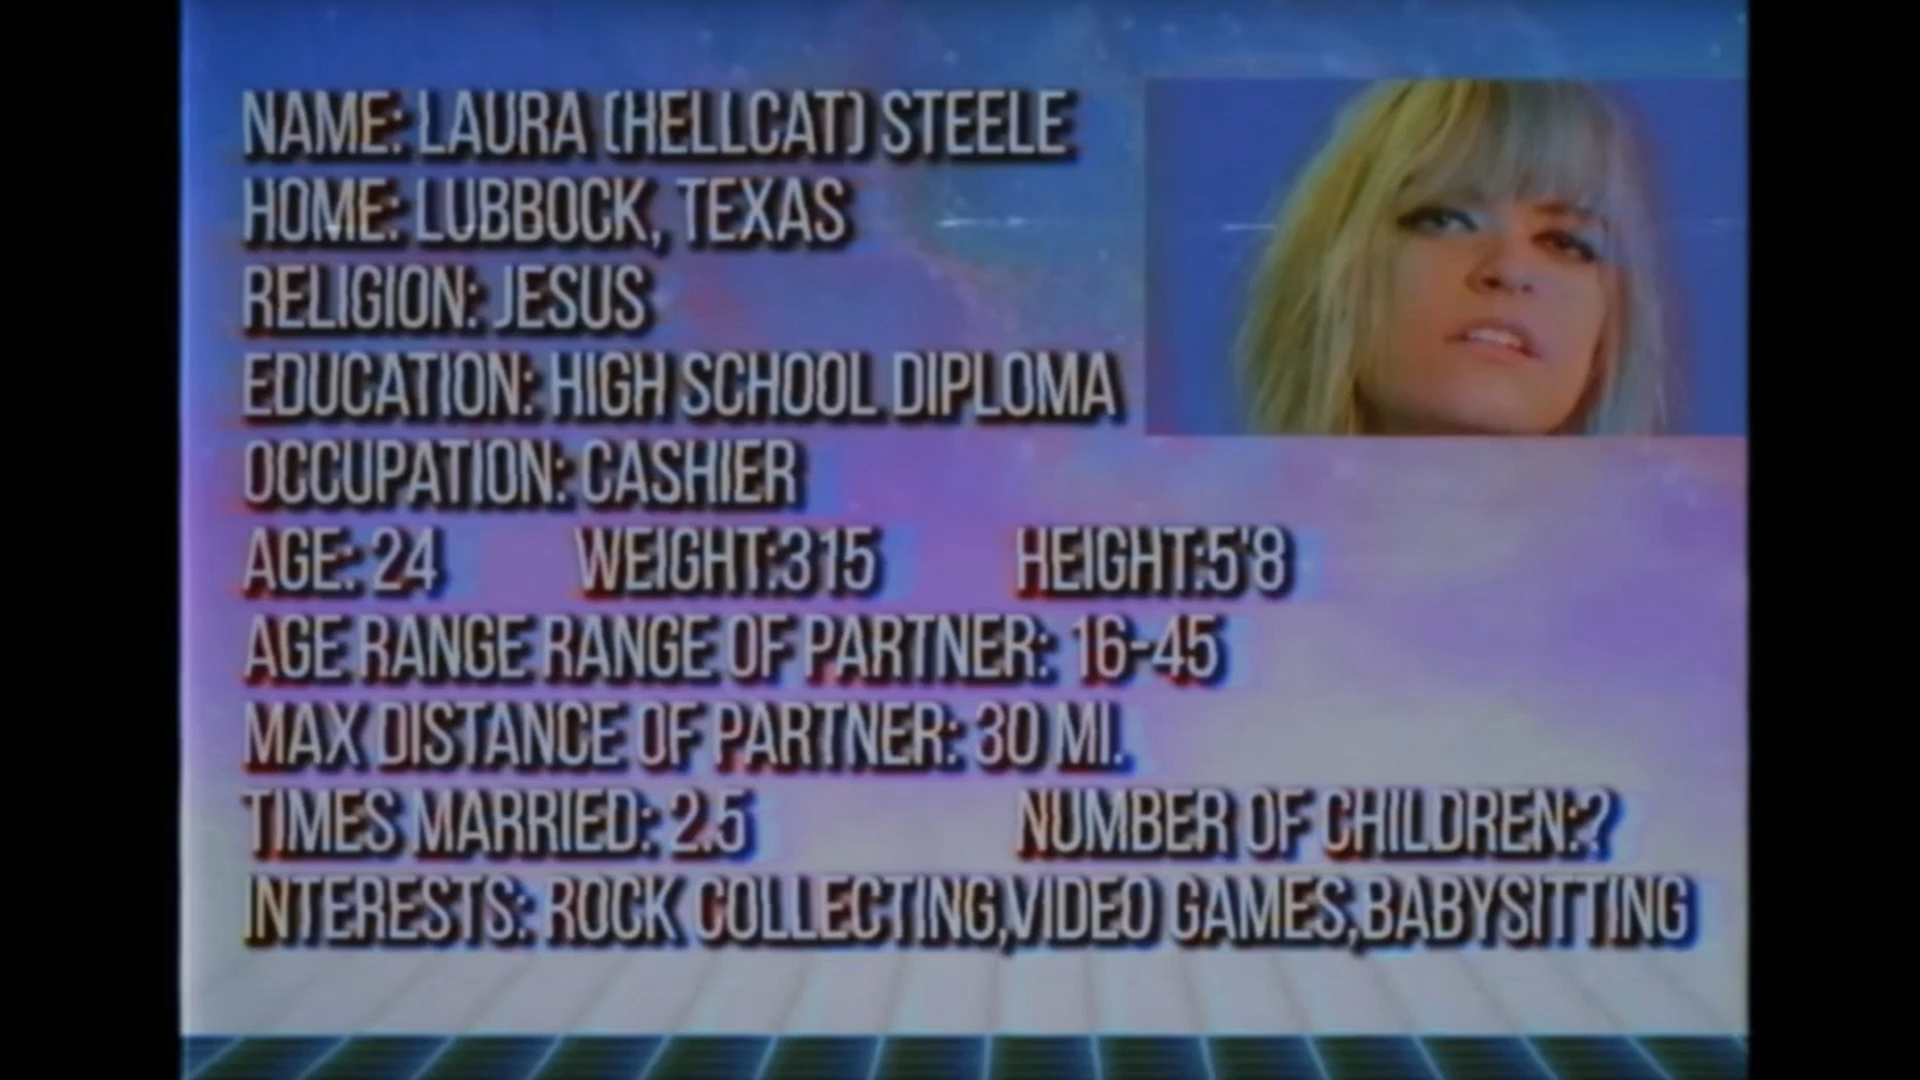 NAME: LAURA (HELLCAT) STEELE
HOME: LUBBOCK, TEXAS
RELIGION: JESUS
EDUCATION: HIGH SCHOOL DIPLOMA
OCCUPATION: CASHIER
AGE: 24 WEIGHT:315 HEIGHT:5'8
AGE RANGE RANGE OF PARTNER: 16-45
MAX DISTANCE OF PARTNER: 30 MI.
TIMES MARRIED: 2.5 NUMBER OF CHILDREN:?
INTERESTS: ROCK COLLECTING,VIDEO GAMES,BABYSITTING